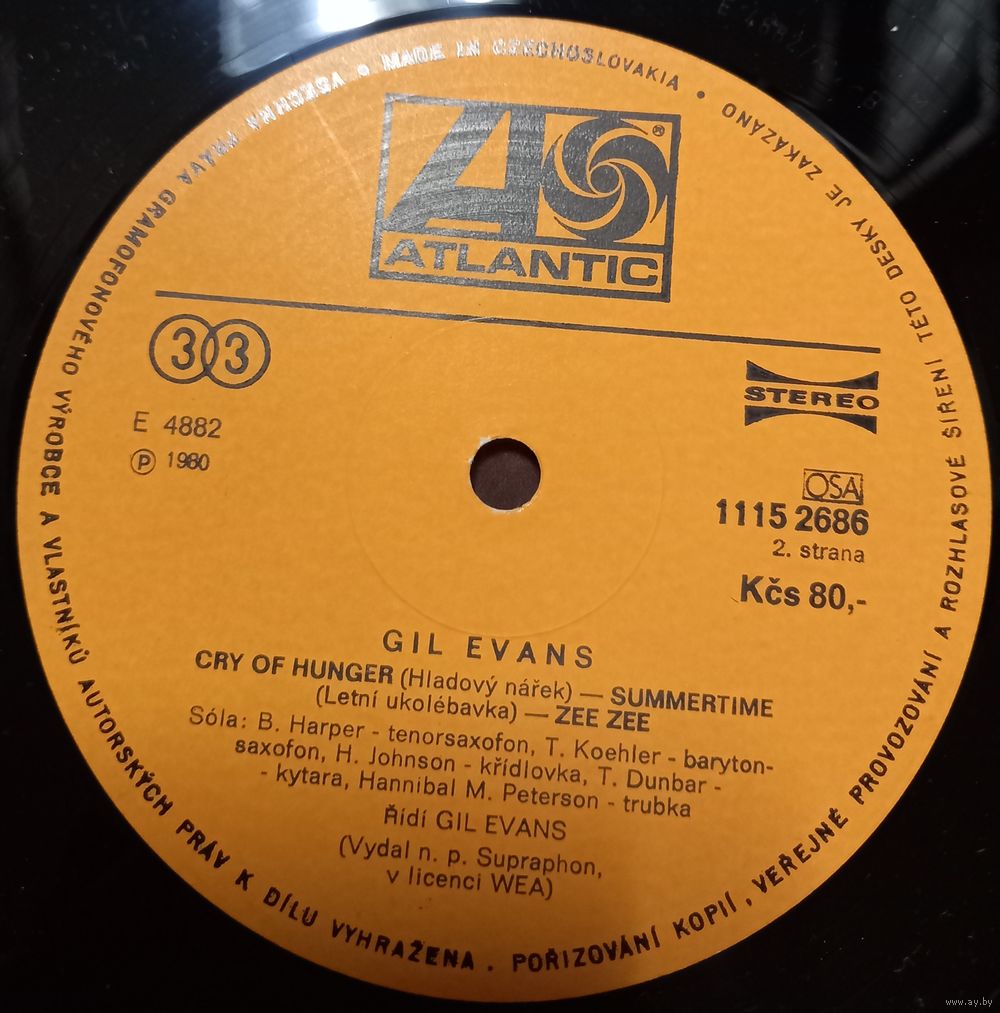 MADE IN CZECHOSLOVAKIA • VŠECHNA PRÁVA GRAMOFONOVÉHO VÝROBCE A VLASTNÍKŮ AUTORSKÝCH PRÁV K DÍLU VYHRAŽENA . POŘIZOVÁNÍ KOPIÍ, VEŘEJNÉ PROVOZOVÁNÍ A ROZHLASOVÉ ŠÍŘENÍ TÉTO DESKY JE ZAKÁZÁNO •
®
ATLANTIC
33
STEREO
E 4882
Ⓟ 1980
OSA
1115 2686
2. strana
Kčs 80,-
GIL EVANS
CRY OF HUNGER (Hladový nářek) — SUMMERTIME
(Letní ukolébavka) — ZEE ZEE
Sóla: B. Harper - tenorsaxofon, T. Koehler - baryton-
saxofon, H. Johnson - křídlovka, T. Dunbar -
- kytara, Hannibal M. Peterson - trubka
Řídí GIL EVANS
(Vydal n. p. Supraphon,
v licenci WEA)
www.ay.by